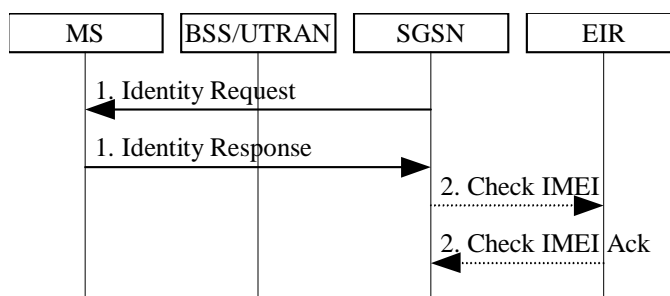 MS BSS/UTRAN SGSN EIR
1. Identity Request
1. Identity Response
2. Check IMEI
2. Check IMEI Ack